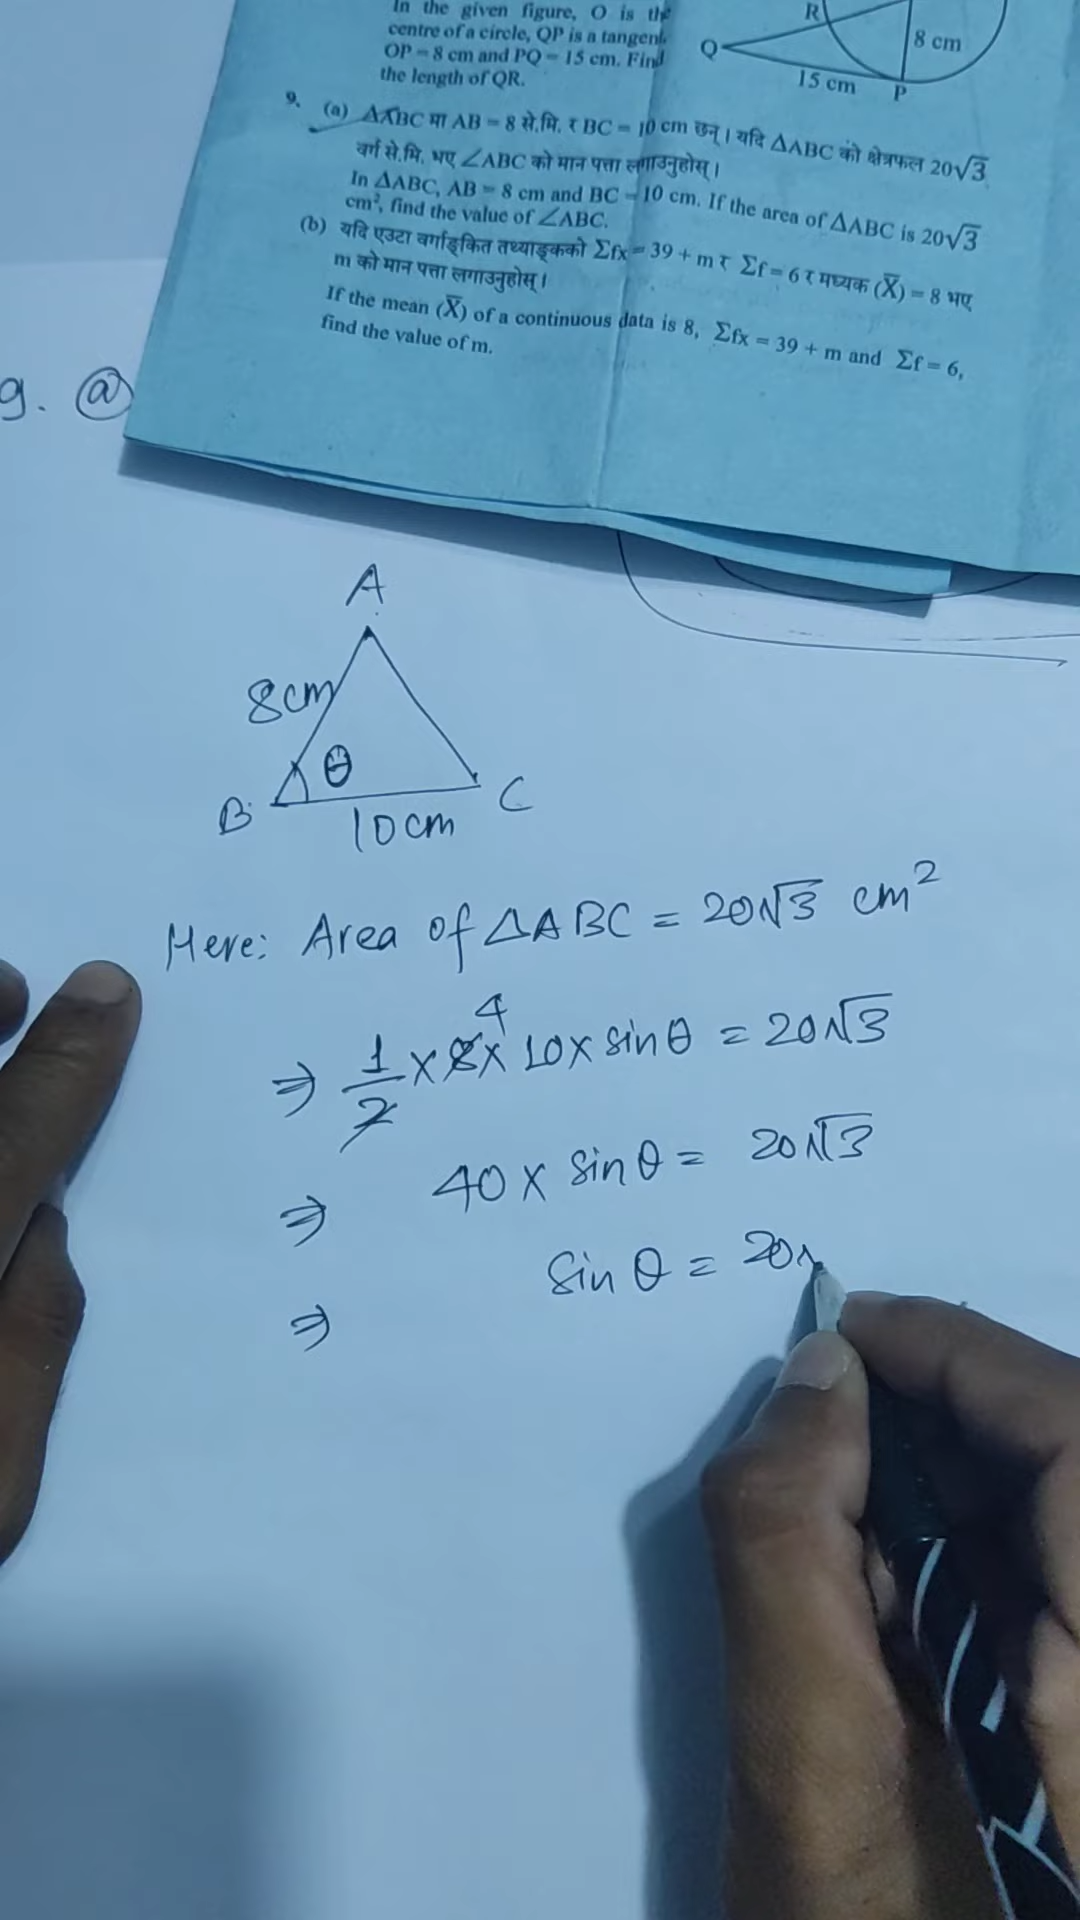 In the given figure, O is the
centre of a circle, QP is a tangent.
OP = 8 cm and PQ = 15 cm. Find
the length of QR.
R
Q
8 cm
15 cm
P
9. (a) ΔABC मा AB = 8 से.मि. र BC = 10 cm छन् । यदि ΔABC को क्षेत्रफल 20√3
वर्ग से.मि. भए ∠ABC को मान पत्ता लगाउनुहोस् ।
In ΔABC, AB = 8 cm and BC = 10 cm. If the area of ΔABC is 20√3
cm², find the value of ∠ABC.
(b) यदि एउटा वर्गाङ्कित तथ्याङ्कको Σfx = 39 + m र Σf = 6 र मध्यक (X̅) = 8 भए
m को मान पत्ता लगाउनुहोस् ।
If the mean (X̅) of a continuous data is 8, Σfx = 39 + m and Σf = 6,
find the value of m.
9. ⓐ
A
8cm
θ
B
C
10cm
Here: Area of ΔABC = 20√3 cm²
4
⇒ 1/2 × 8 × 10 × sinθ = 20√3
⇒ 40 × sinθ = 20√3
⇒ sinθ = 20